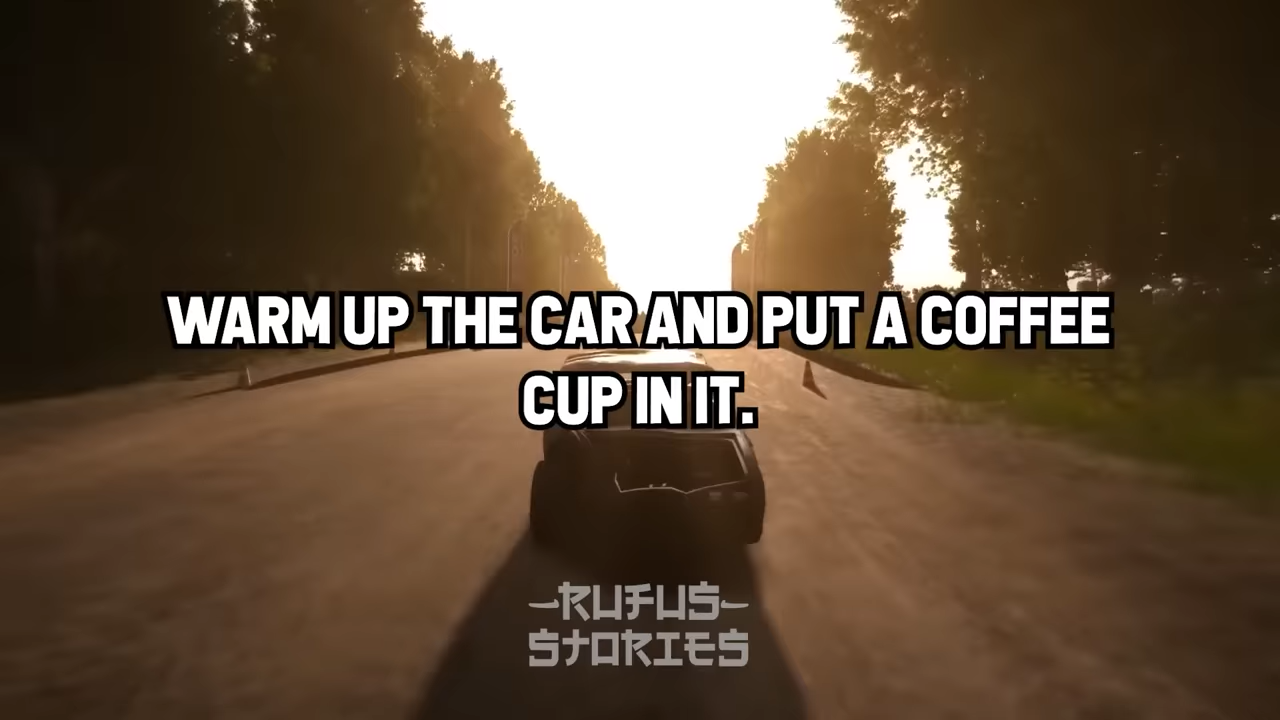 WARM UP THE CAR AND PUT A COFFEE
CUP IN IT.
RUFUS
STORIES